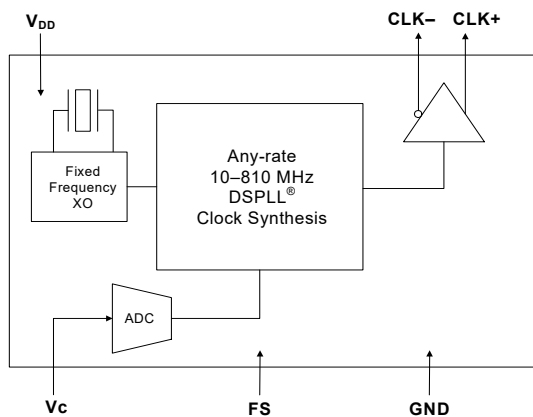 VDD
CLK– CLK+
Fixed
Frequency
XO
Any-rate
10–810 MHz
DSPLL®
Clock Synthesis
ADC
Vc
FS
GND